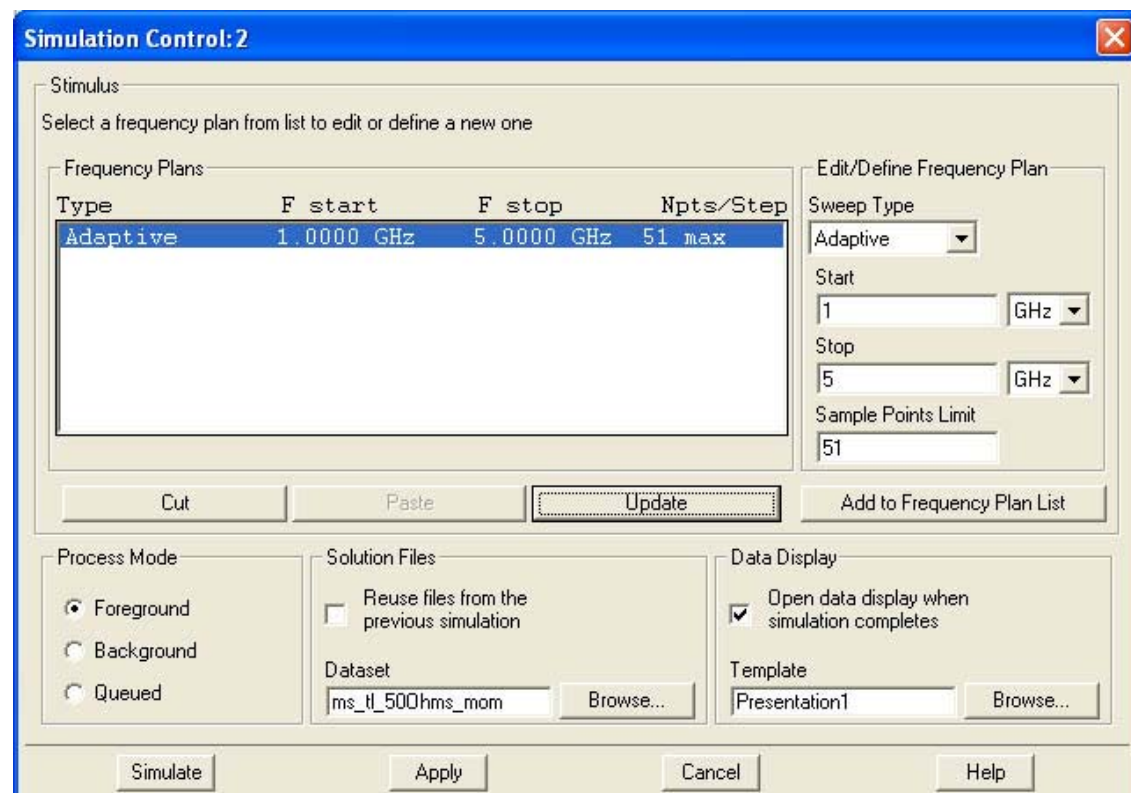 Simulation Control:2
Stimulus
Select a frequency plan from list to edit or define a new one
Frequency Plans
Type F start F stop Npts/Step
Adaptive 1.0000 GHz 5.0000 GHz 51 max
Edit/Define Frequency Plan
Sweep Type
Adaptive
Start
1 GHz
Stop
5 GHz
Sample Points Limit
51
Cut Paste Update Add to Frequency Plan List
Process Mode
Foreground
Background
Queued
Solution Files
Reuse files from the
previous simulation
Dataset
ms_tl_50Ohms_mom Browse...
Data Display
Open data display when
simulation completes
Template
Presentation1 Browse...
Simulate Apply Cancel Help